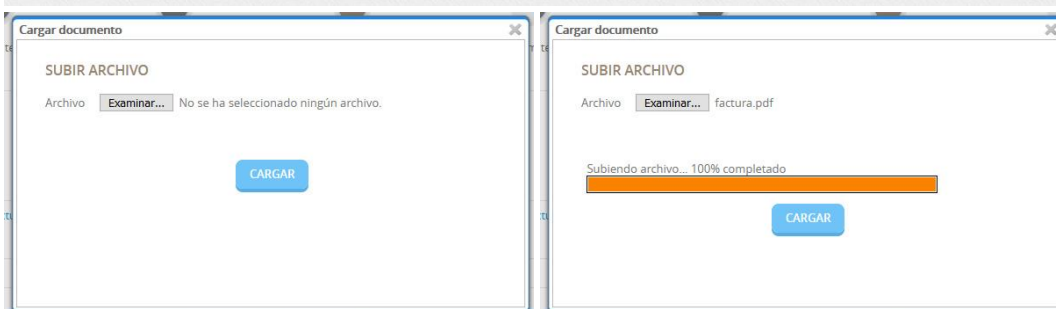 Cargar documento
SUBIR ARCHIVO
Archivo Examinar... No se ha seleccionado ningún archivo.
CARGAR
Cargar documento
SUBIR ARCHIVO
Archivo Examinar... factura.pdf
Subiendo archivo... 100% completado
CARGAR